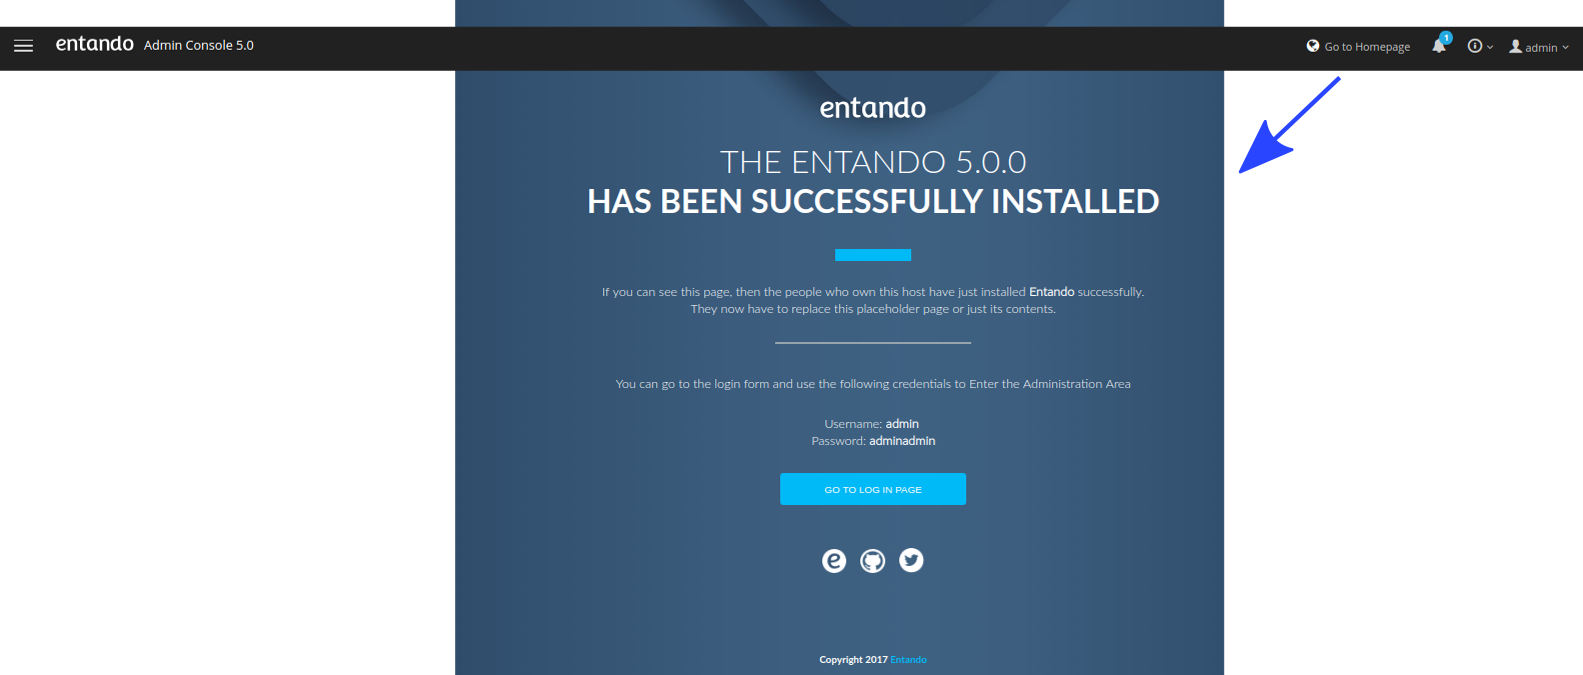 entando Admin Console 5.0
Go to Homepage 1 admin
entando
THE ENTANDO 5.0.0
HAS BEEN SUCCESSFULLY INSTALLED
If you can see this page, then the people who own this host have just installed Entando successfully.
They now have to replace this placeholder page or just its contents.
You can go to the login form and use the following credentials to Enter the Administration Area
Username: admin
Password: adminadmin
GO TO LOG IN PAGE
Copyright 2017 Entando